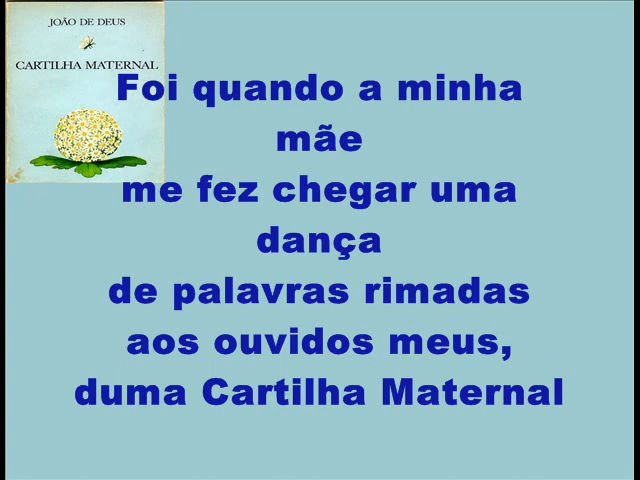 JOÃO DE DEUS
CARTILHA MATERNAL
Foi quando a minha
mãe
me fez chegar uma
dança
de palavras rimadas
aos ouvidos meus,
duma Cartilha Maternal